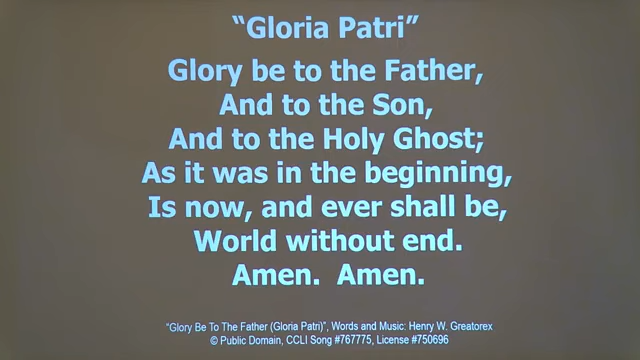 “Gloria Patri”
Glory be to the Father,
And to the Son,
And to the Holy Ghost;
As it was in the beginning,
Is now, and ever shall be,
World without end.
Amen.  Amen.
“Glory Be To The Father (Gloria Patri)”, Words and Music: Henry W. Greatorex
© Public Domain, CCLI Song #767775, License #750696